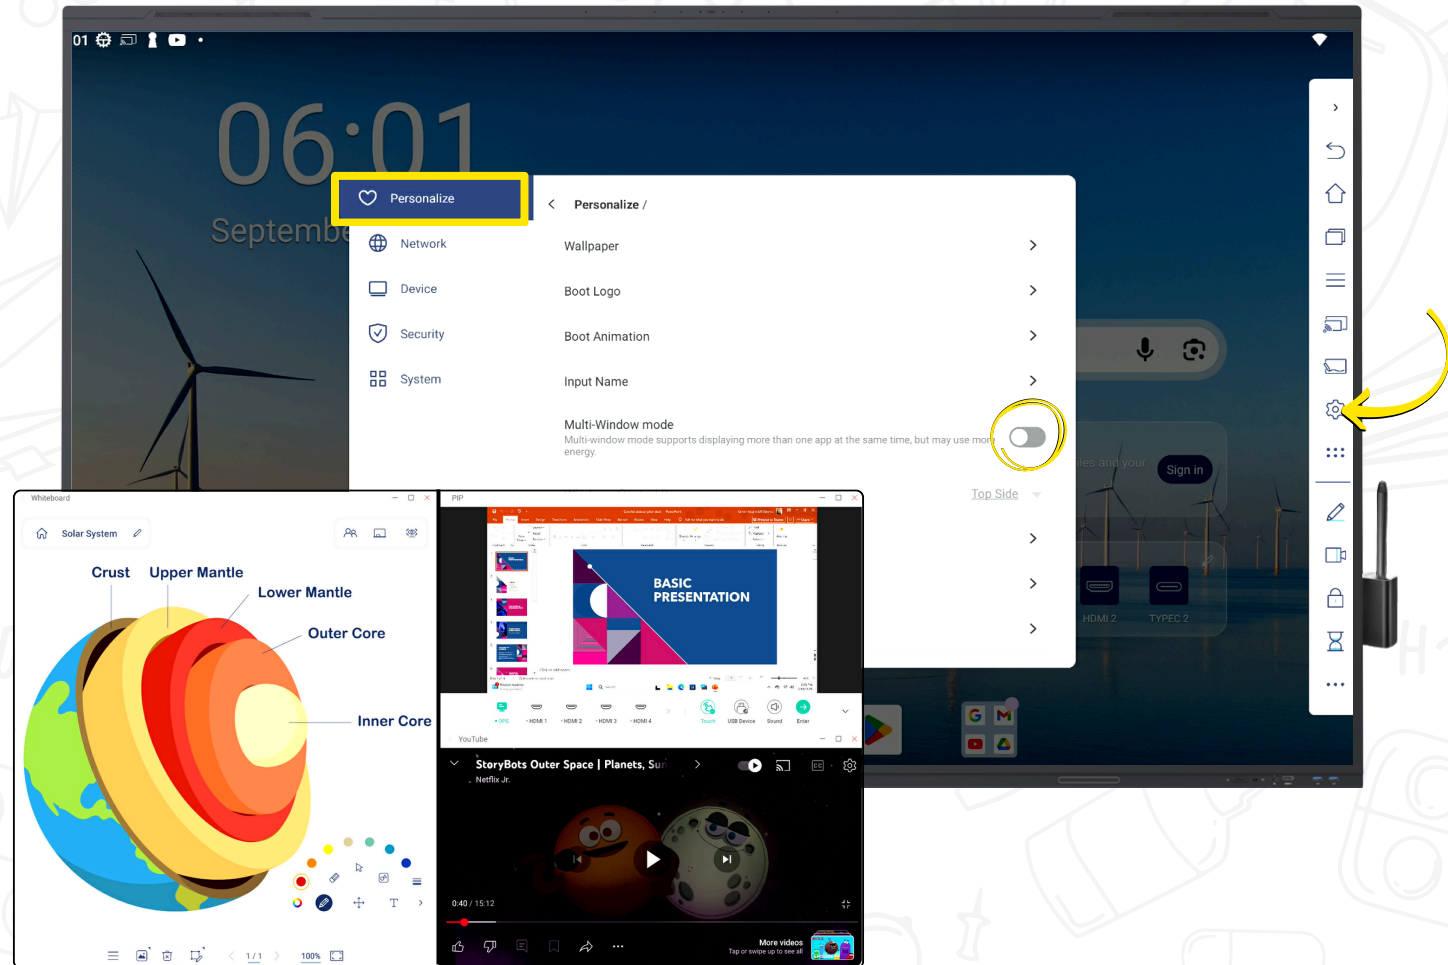 01
06:01
Septembe
Personalize
Network
Device
Security
System
Personalize /
Wallpaper
Boot Logo
Boot Animation
Input Name
Multi-Window mode
Multi-window mode supports displaying more than one app at the same time, but may use more
energy.
Top Side
Sign in
HDMI 2
TYPEC 2
Whiteboard
Solar System
Crust
Upper Mantle
Lower Mantle
Outer Core
Inner Core
T
1/1
100%
PIP
BASIC
PRESENTATION
OPS
HDMI 1
HDMI 2
HDMI 3
HDMI 4
Touch
USB Device
Sound
Enter
YouTube
StoryBots Outer Space | Planets, Sun
Netflix Jr.
CC
0:40 / 15:12
More videos
Tap or swipe up to see all